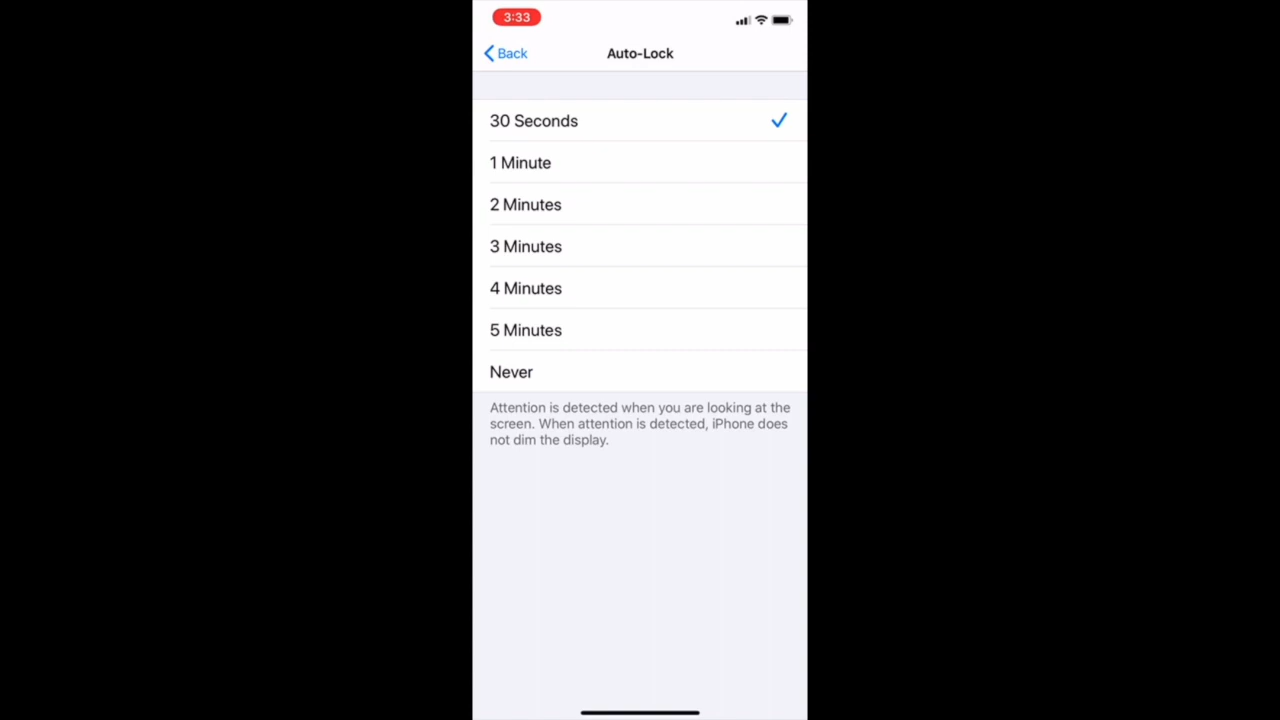 3:33
Back
Auto-Lock
30 Seconds
1 Minute
2 Minutes
3 Minutes
4 Minutes
5 Minutes
Never
Attention is detected when you are looking at the
screen. When attention is detected, iPhone does
not dim the display.